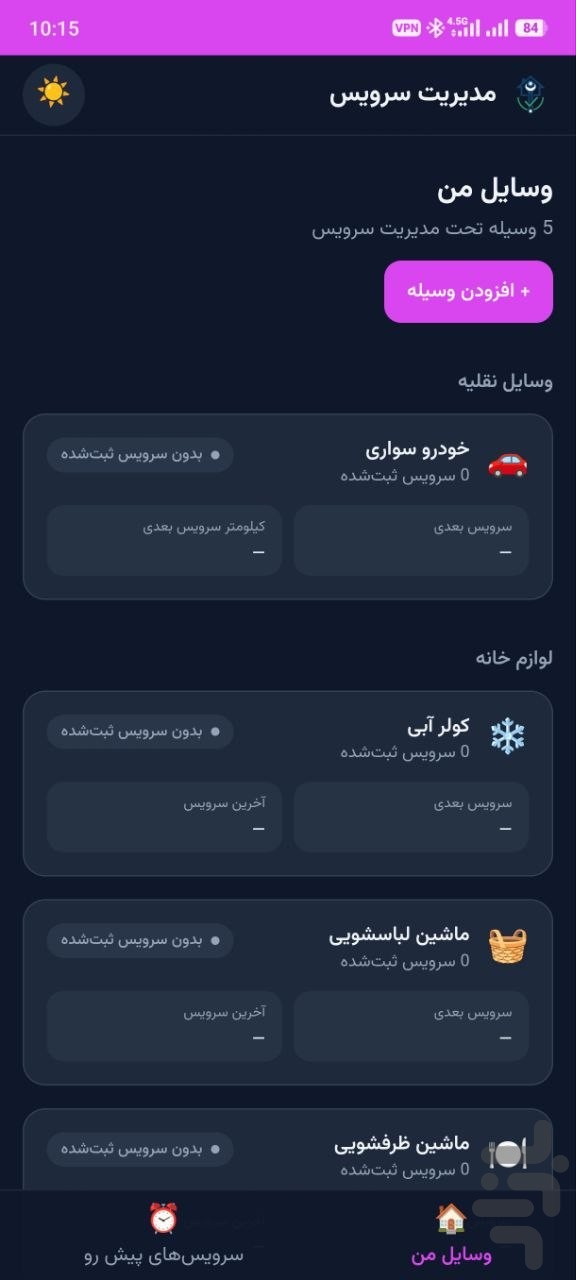 10:15
VPN 4.5G 84
مدیریت سرویس
وسایل من
5 وسیله تحت مدیریت سرویس
+ افزودن وسیله
وسایل نقلیه
خودرو سواری
بدون سرویس ثبت‌شده
0 سرویس ثبت‌شده
سرویس بعدی
کیلومتر سرویس بعدی
—
—
لوازم خانه
کولر آبی
بدون سرویس ثبت‌شده
0 سرویس ثبت‌شده
سرویس بعدی
آخرین سرویس
—
—
ماشین لباسشویی
بدون سرویس ثبت‌شده
0 سرویس ثبت‌شده
سرویس بعدی
آخرین سرویس
—
—
ماشین ظرفشویی
بدون سرویس ثبت‌شده
0 سرویس ثبت‌شده
وسایل من
سرویس‌های پیش رو